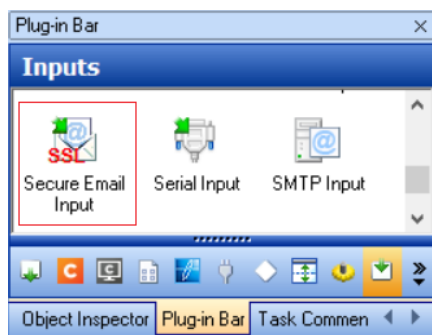 Plug-in Bar
Inputs
@
SSL
Secure Email
Input
Serial Input
@
SMTP Input
C
C
Object Inspector
Plug-in Bar
Task Commen